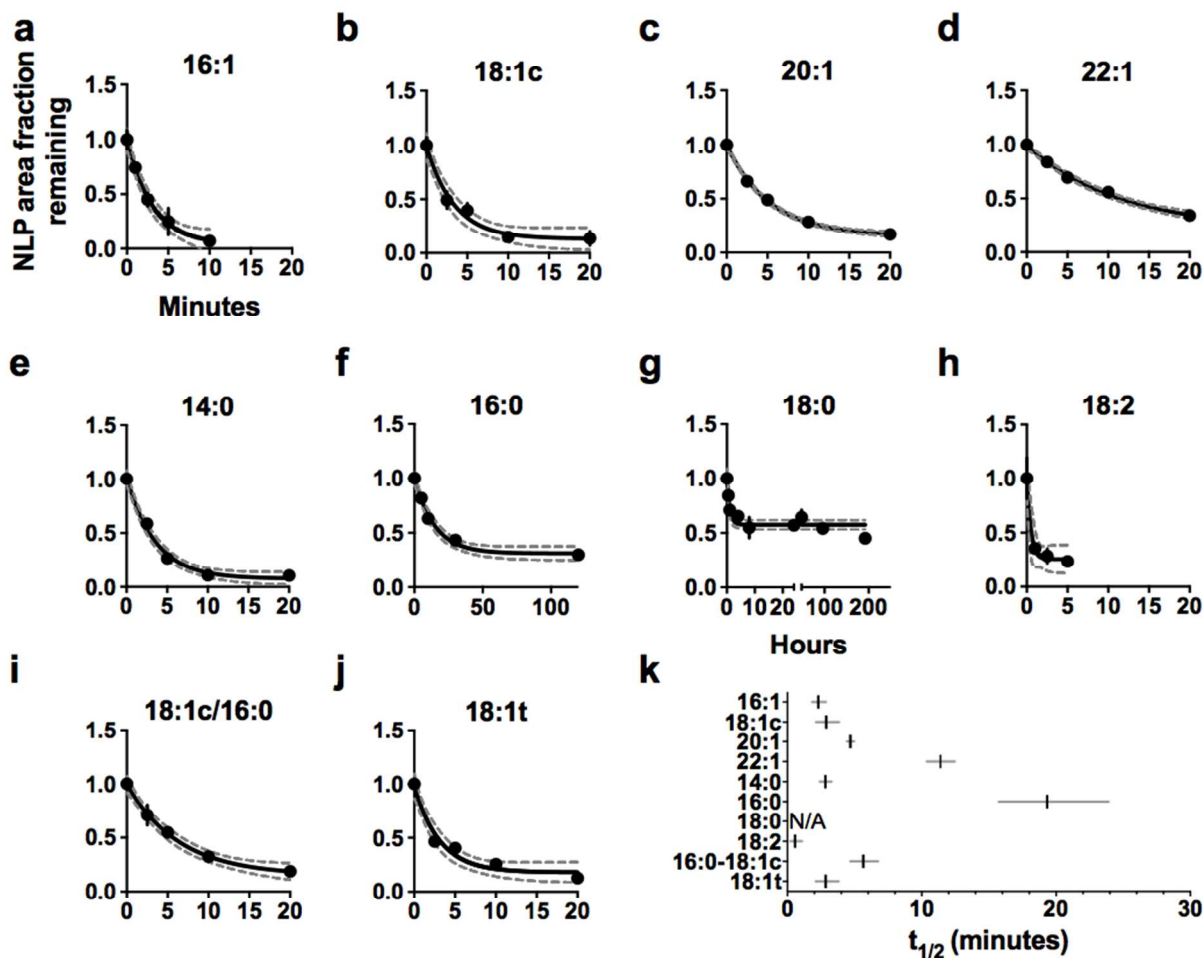 a
b
c
d
16:1
18:1c
20:1
22:1
NLP area fraction
remaining
1.5
1.0
0.5
0.0
0 5 10 15 20
Minutes
1.5
1.0
0.5
0.0
0 5 10 15 20
1.5
1.0
0.5
0.0
0 5 10 15 20
1.5
1.0
0.5
0.0
0 5 10 15 20
e
f
g
h
14:0
16:0
18:0
18:2
1.5
1.0
0.5
0.0
0 5 10 15 20
1.5
1.0
0.5
0.0
0 50 100
1.5
1.0
0.5
0.0
0 10 20 100 200
Hours
1.5
1.0
0.5
0.0
0 5 10 15 20
i
j
k
18:1c/16:0
18:1t
1.5
1.0
0.5
0.0
0 5 10 15 20
1.5
1.0
0.5
0.0
0 5 10 15 20
16:1
18:1c
20:1
22:1
14:0
16:0
18:0 N/A
18:2
16:0-18:1c
18:1t
0 10 20 30
t1/2 (minutes)